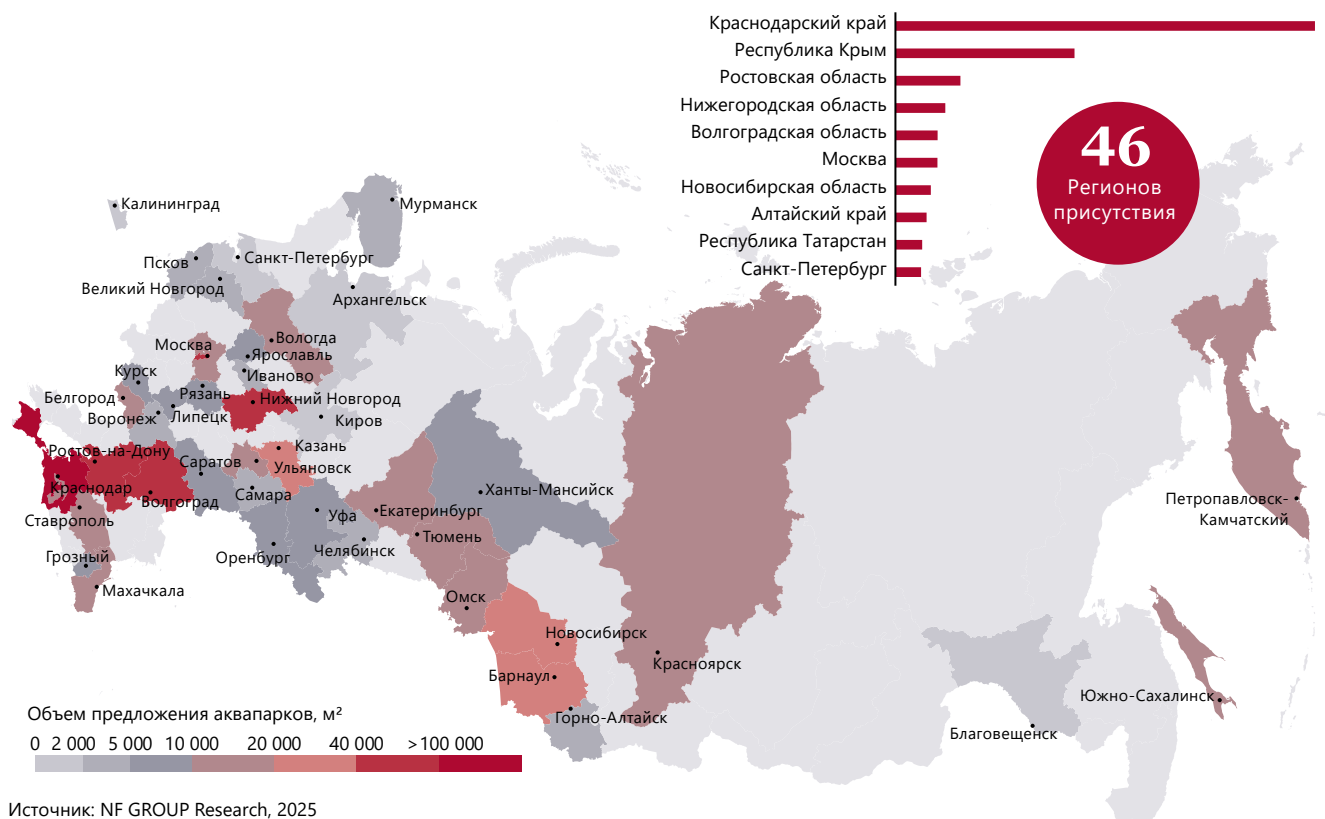 Краснодарский край
Республика Крым
Ростовская область
Нижегородская область
Волгоградская область
Москва
Новосибирская область
Алтайский край
Республика Татарстан
Санкт-Петербург
46
Регионов
присутствия
Калининград
Мурманск
Псков
Санкт-Петербург
Великий Новгород
Архангельск
Вологда
Москва
Ярославль
Иваново
Курск
Рязань
Белгород
Нижний Новгород
Воронеж
Липецк
Киров
Казань
Ростов-на-Дону
Саратов
Ульяновск
Краснодар
Волгоград
Самара
Ханты-Мансийск
Ставрополь
Уфа
Екатеринбург
Грозный
Оренбург
Челябинск
Тюмень
Махачкала
Омск
Новосибирск
Барнаул
Красноярск
Горно-Алтайск
Петропавловск-
Камчатский
Южно-Сахалинск
Благовещенск
Объем предложения аквапарков, м²
0 2 000 5 000 10 000 20 000 40 000 >100 000
Источник: NF GROUP Research, 2025